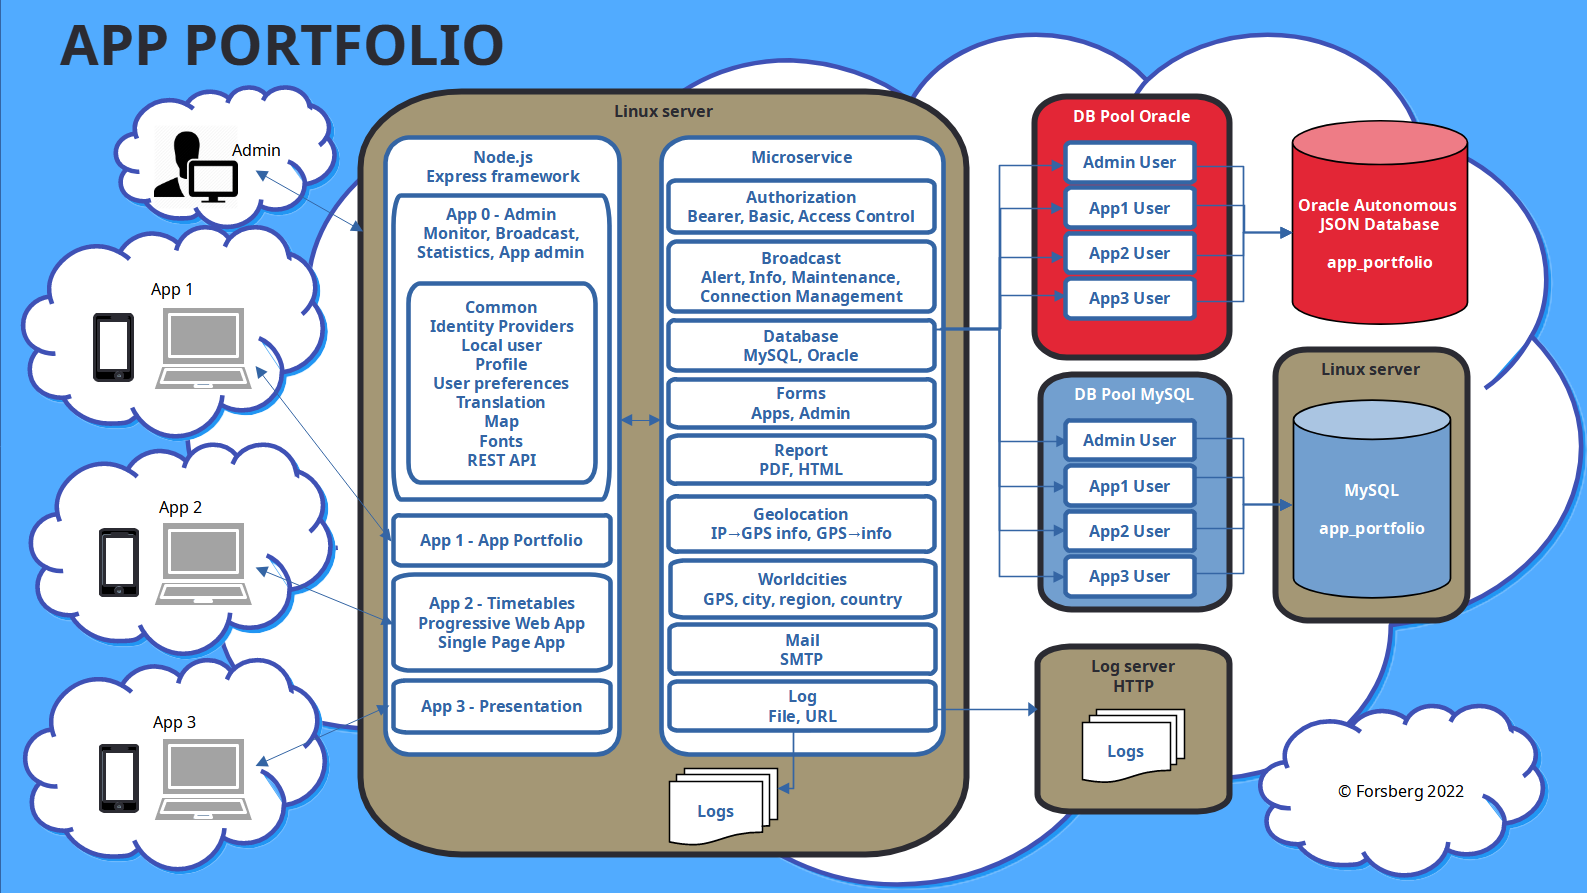 APP PORTFOLIO
Admin
App 1
App 2
App 3
Linux server
Node.js
Express framework
App 0 - Admin
Monitor, Broadcast,
Statistics, App admin
Common
Identity Providers
Local user
Profile
User preferences
Translation
Map
Fonts
REST API
App 1 - App Portfolio
App 2 - Timetables
Progressive Web App
Single Page App
App 3 - Presentation
Microservice
Authorization
Bearer, Basic, Access Control
Broadcast
Alert, Info, Maintenance,
Connection Management
Database
MySQL, Oracle
Forms
Apps, Admin
Report
PDF, HTML
Geolocation
IP→GPS info, GPS→info
Worldcities
GPS, city, region, country
Mail
SMTP
Log
File, URL
Logs
DB Pool Oracle
Admin User
App1 User
App2 User
App3 User
Oracle Autonomous
JSON Database
app_portfolio
DB Pool MySQL
Admin User
App1 User
App2 User
App3 User
Linux server
MySQL
app_portfolio
Log server
HTTP
Logs
© Forsberg 2022